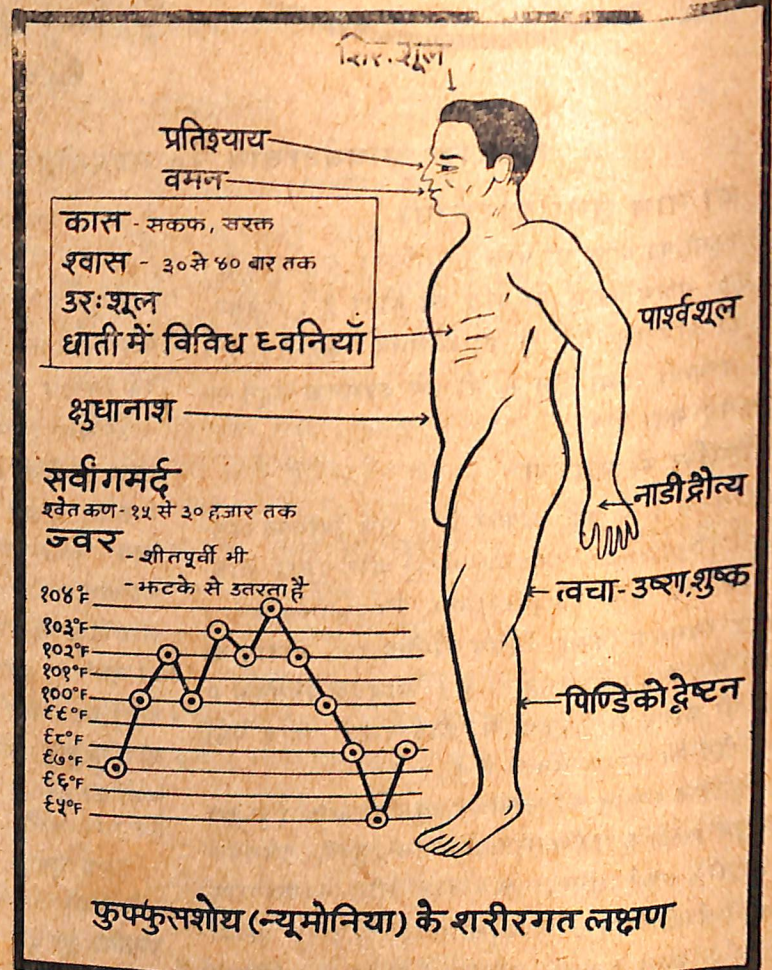 शिरःशूल
प्रतिश्याय
वमन
कास - सकफ, सरक्त
श्वास - ३० से ४० बार तक
उरःशूल
धाती में विविध ध्वनियाँ
पार्श्वशूल
क्षुधानाश
सर्वांगमर्द
श्वेत कण - १५ से ३० हजार तक
नाडी द्रौत्य
ज्वर - शीतपूर्वी भी
- झटके से उतरता है
त्वचा - उष्ण, शुष्क
१०४°F
१०३°F
१०२°F
१०१°F
१००°F
९९°F
९८°F
९७°F
९६°F
९५°F
पिण्डिकोद्वेष्टन
फुफ्फुसशोथ (न्यूमोनिया) के शरीरगत लक्षण